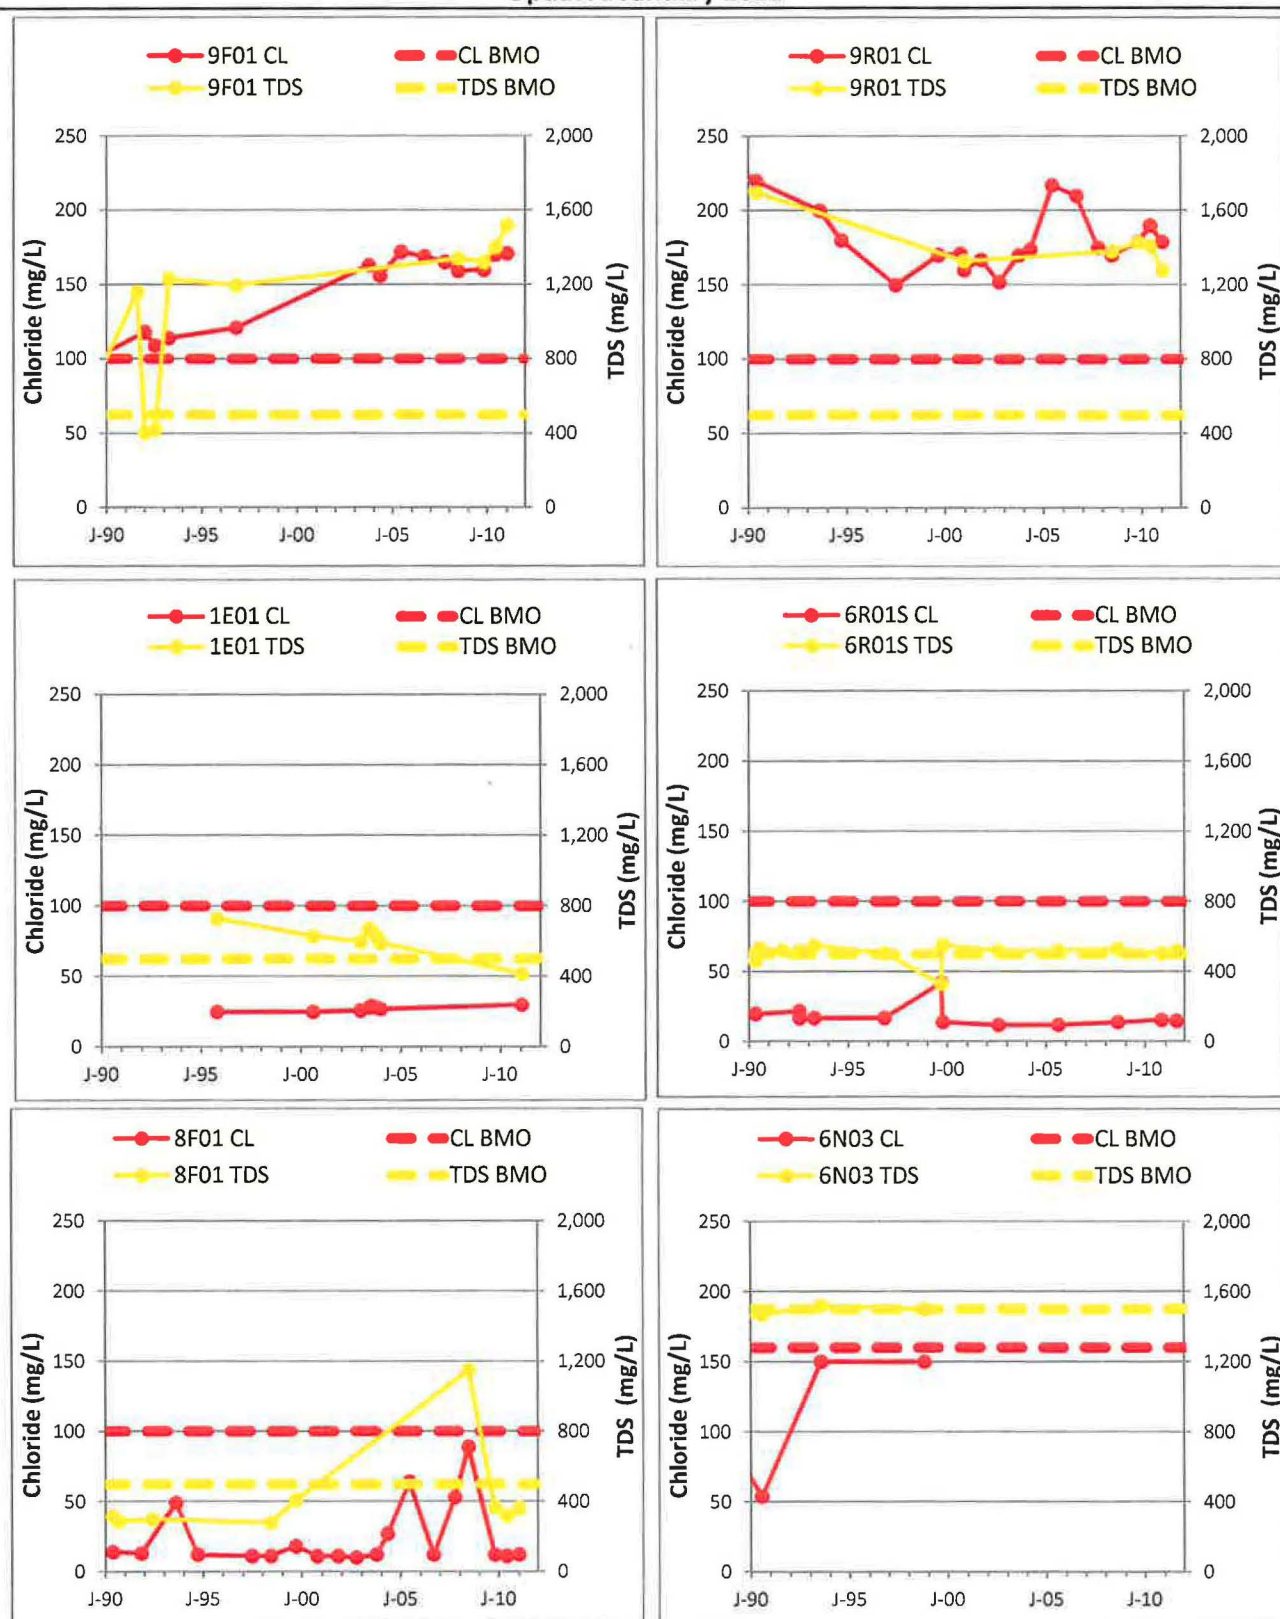 9F01 CL CL BMO
9F01 TDS TDS BMO
250 2,000
200 1,600
150 1,200
100 800
50 400
0 0
Chloride (mg/L)
TDS (mg/L)
J-90 J-95 J-00 J-05 J-10
9R01 CL CL BMO
9R01 TDS TDS BMO
250 2,000
200 1,600
150 1,200
100 800
50 400
0 0
Chloride (mg/L)
TDS (mg/L)
J-90 J-95 J-00 J-05 J-10
1E01 CL CL BMO
1E01 TDS TDS BMO
250 2,000
200 1,600
150 1,200
100 800
50 400
0 0
Chloride (mg/L)
TDS (mg/L)
J-90 J-95 J-00 J-05 J-10
6R01S CL CL BMO
6R01S TDS TDS BMO
250 2,000
200 1,600
150 1,200
100 800
50 400
0 0
Chloride (mg/L)
TDS (mg/L)
J-90 J-95 J-00 J-05 J-10
8F01 CL CL BMO
8F01 TDS TDS BMO
250 2,000
200 1,600
150 1,200
100 800
50 400
0 0
Chloride (mg/L)
TDS (mg/L)
J-90 J-95 J-00 J-05 J-10
6N03 CL CL BMO
6N03 TDS TDS BMO
250 2,000
200 1,600
150 1,200
100 800
50 400
0 0
Chloride (mg/L)
TDS (mg/L)
J-90 J-95 J-00 J-05 J-10